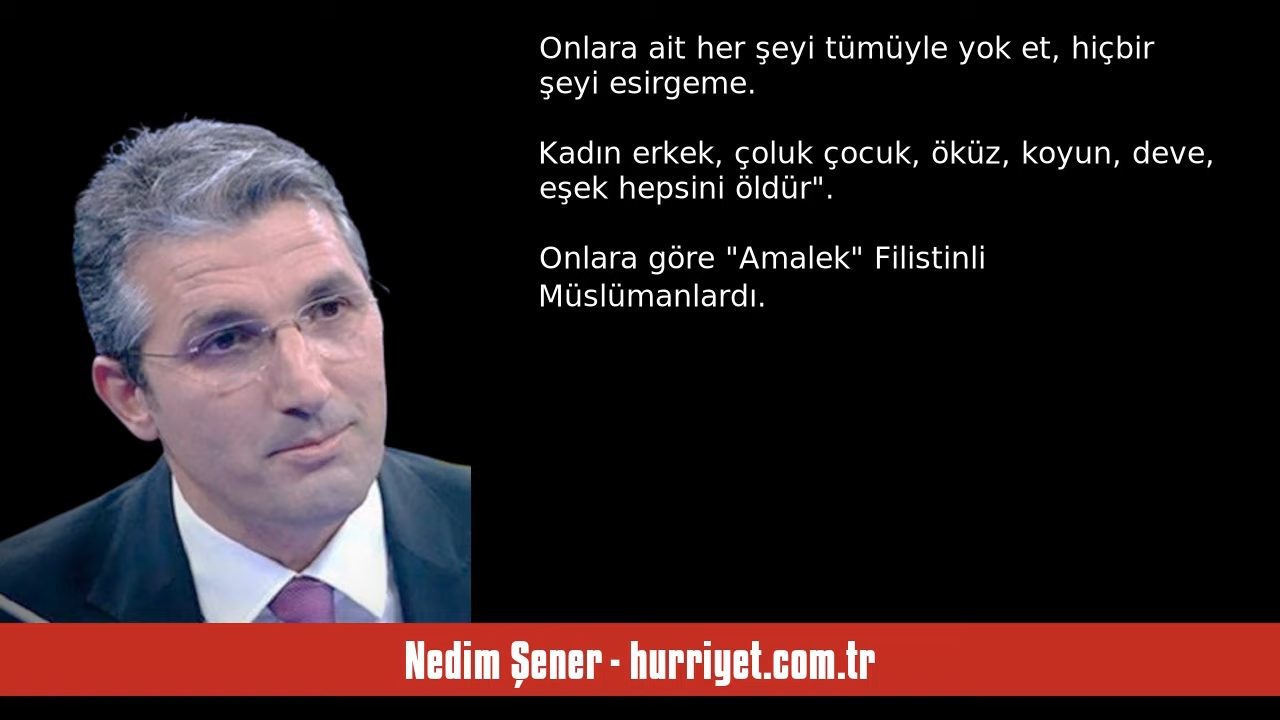 Onlara ait her şeyi tümüyle yok et, hiçbir
şeyi esirgeme.
Kadın erkek, çoluk çocuk, öküz, koyun, deve,
eşek hepsini öldür".
Onlara göre "Amalek" Filistinli
Müslümanlardı.
Nedim Şener - hurriyet.com.tr